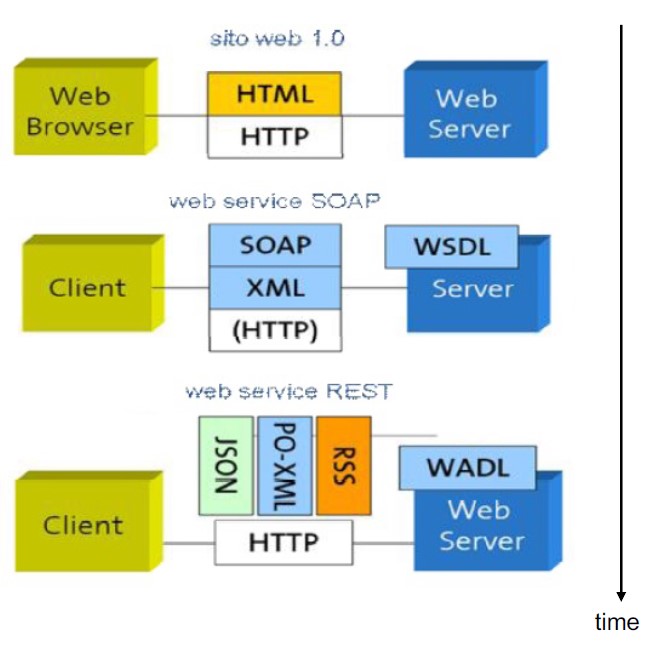 sito web 1.0
Web
Browser
HTML
HTTP
Web
Server
web service SOAP
Client
SOAP
XML
(HTTP)
WSDL
Server
web service REST
Client
JSON
PO-XML
RSS
HTTP
WADL
Web
Server
time